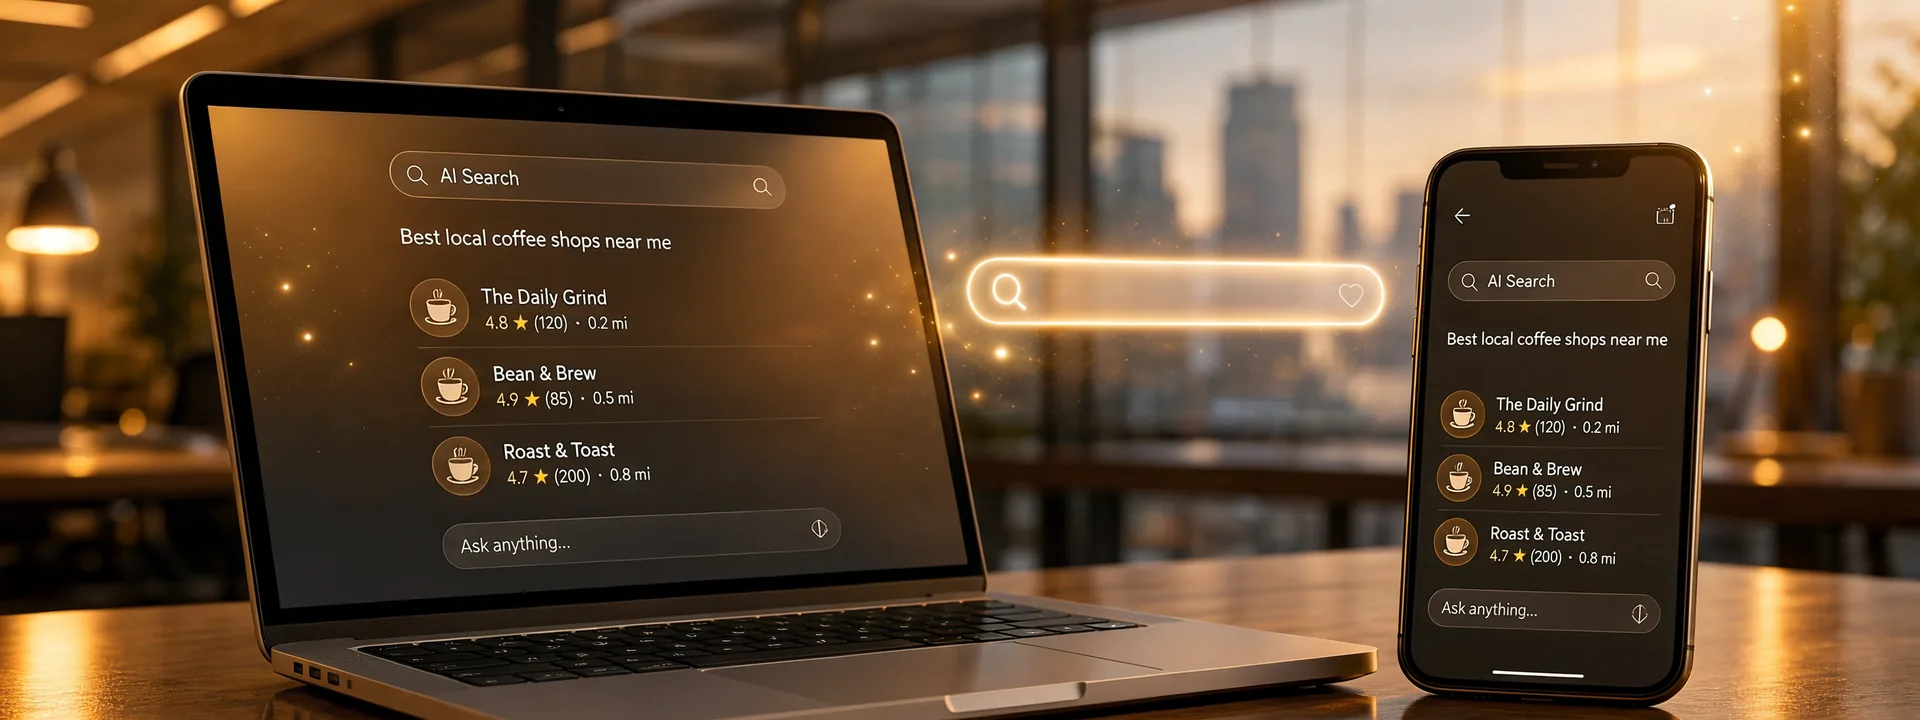 AI Search
Best local coffee shops near me
The Daily Grind
4.8 ★ (120) · 0.2 mi
Bean & Brew
4.9 ★ (85) · 0.5 mi
Roast & Toast
4.7 ★ (200) · 0.8 mi
Ask anything...
AI Search
Best local coffee shops near me
The Daily Grind
4.8 ★ (120) · 0.2 mi
Bean & Brew
4.9 ★ (85) · 0.5 mi
Roast & Toast
4.7 ★ (200) · 0.8 mi
Ask anything...